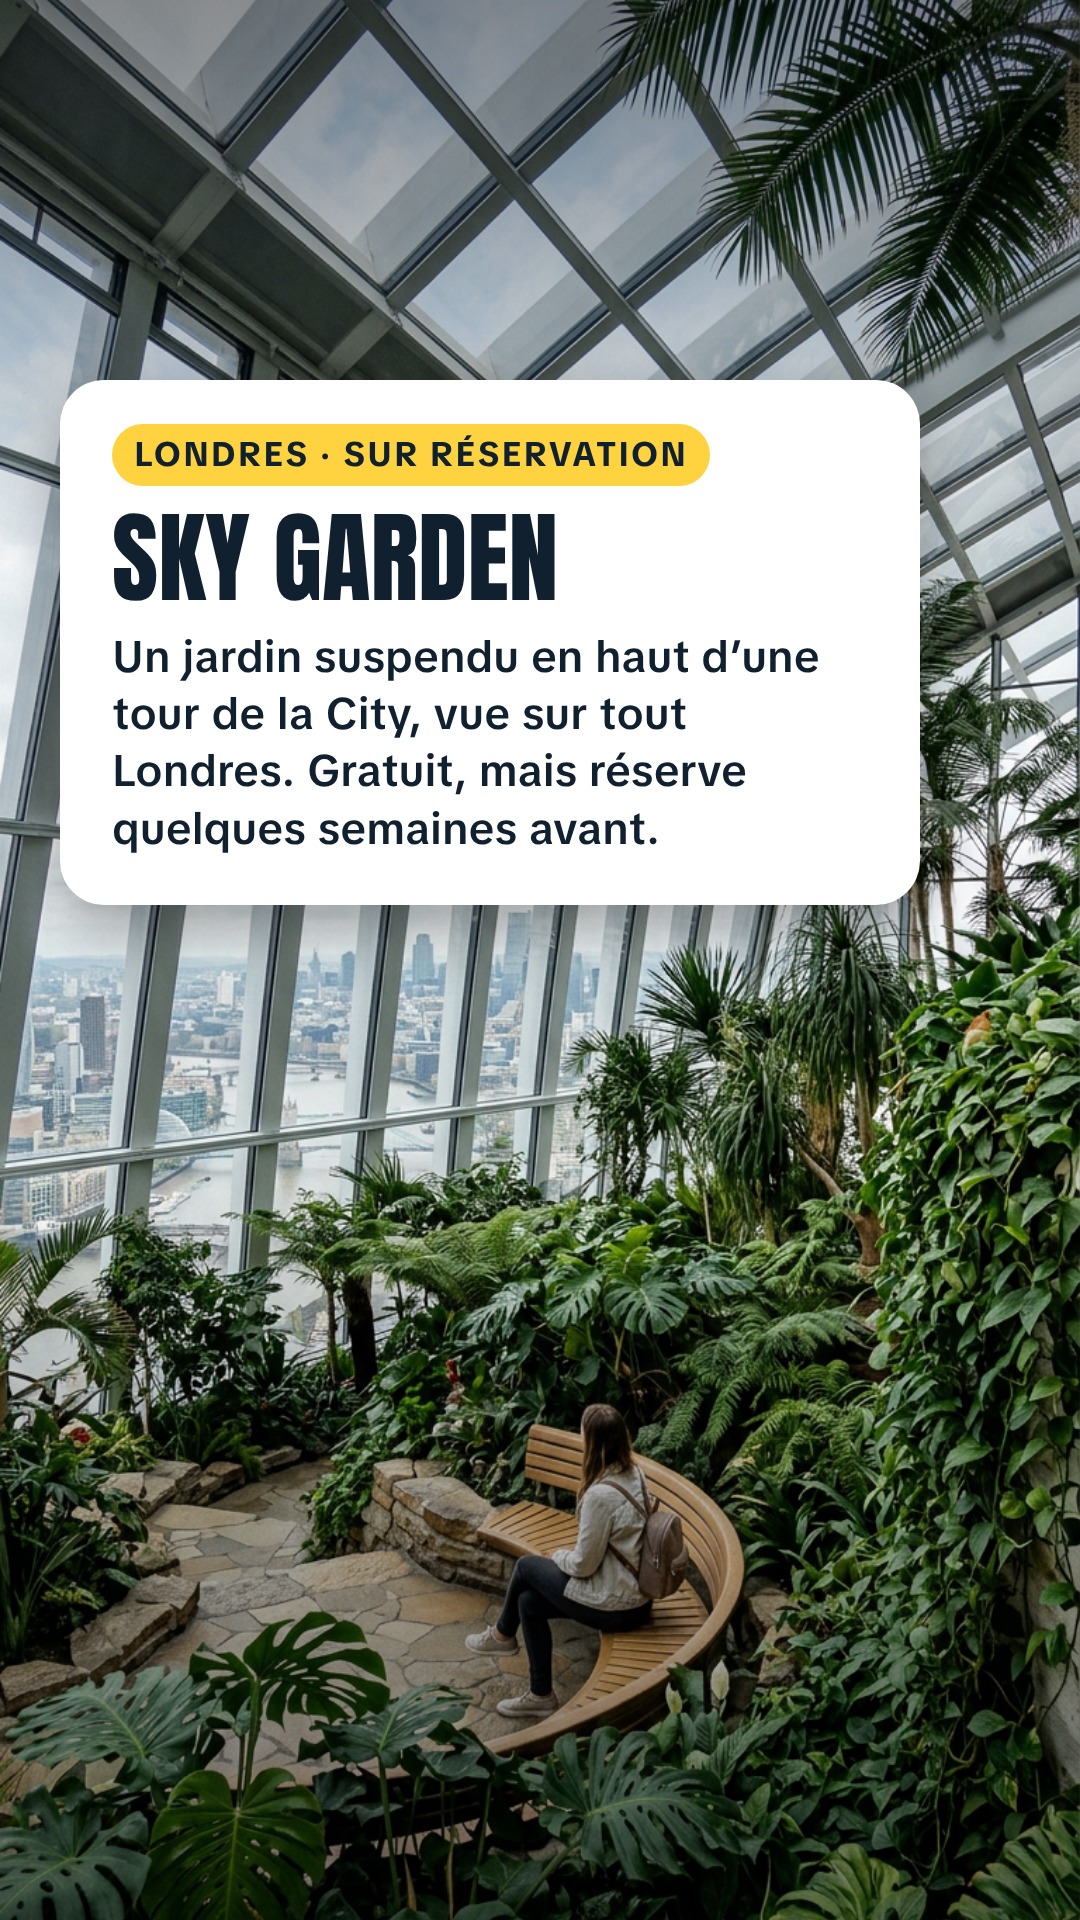 LONDRES · SUR RÉSERVATION
SKY GARDEN
Un jardin suspendu en haut d’une
tour de la City, vue sur tout
Londres. Gratuit, mais réserve
quelques semaines avant.